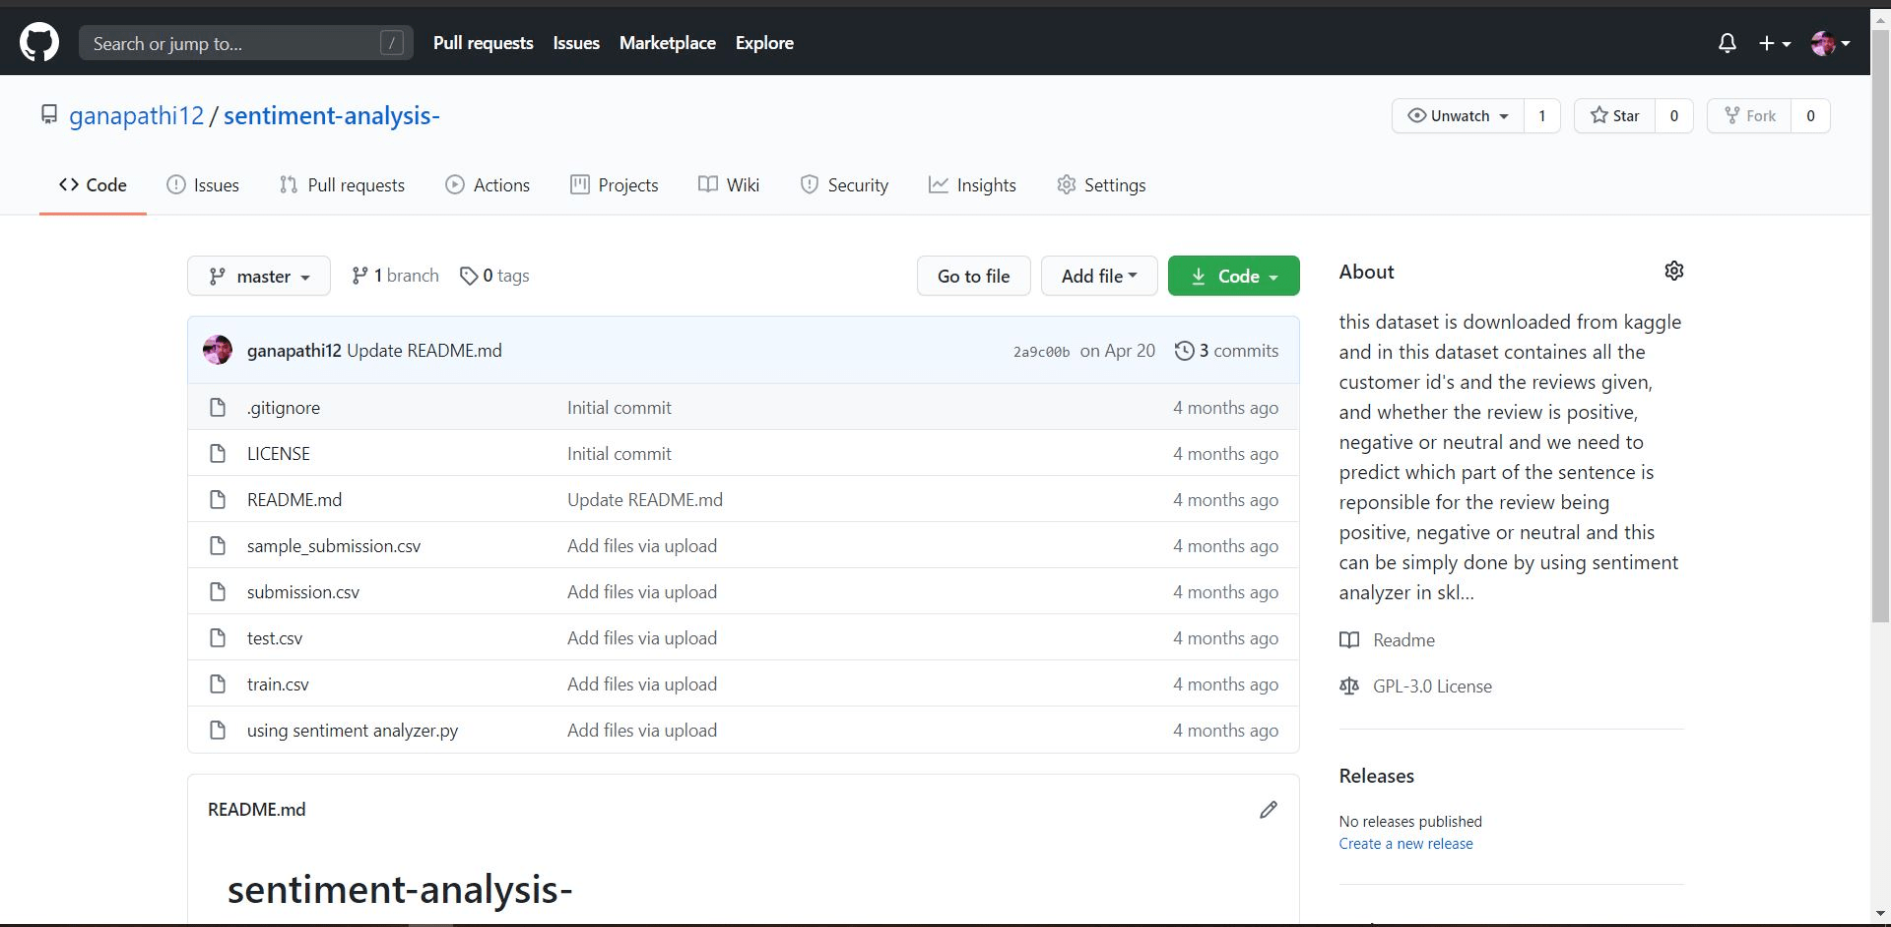 Search or jump to... /
Pull requests Issues Marketplace Explore
ganapathi12 / sentiment-analysis-
Unwatch 1 Star 0 Fork 0
Code Issues Pull requests Actions Projects Wiki Security Insights Settings
master 1 branch 0 tags
Go to file Add file Code
ganapathi12 Update README.md 2a9c00b on Apr 20 3 commits
.gitignore Initial commit 4 months ago
LICENSE Initial commit 4 months ago
README.md Update README.md 4 months ago
sample_submission.csv Add files via upload 4 months ago
submission.csv Add files via upload 4 months ago
test.csv Add files via upload 4 months ago
train.csv Add files via upload 4 months ago
using sentiment analyzer.py Add files via upload 4 months ago
README.md
sentiment-analysis-
About
this dataset is downloaded from kaggle
and in this dataset containes all the
customer id's and the reviews given,
and whether the review is positive,
negative or neutral and we need to
predict which part of the sentence is
reponsible for the review being
positive, negative or neutral and this
can be simply done by using sentiment
analyzer in skl...
Readme
GPL-3.0 License
Releases
No releases published
Create a new release